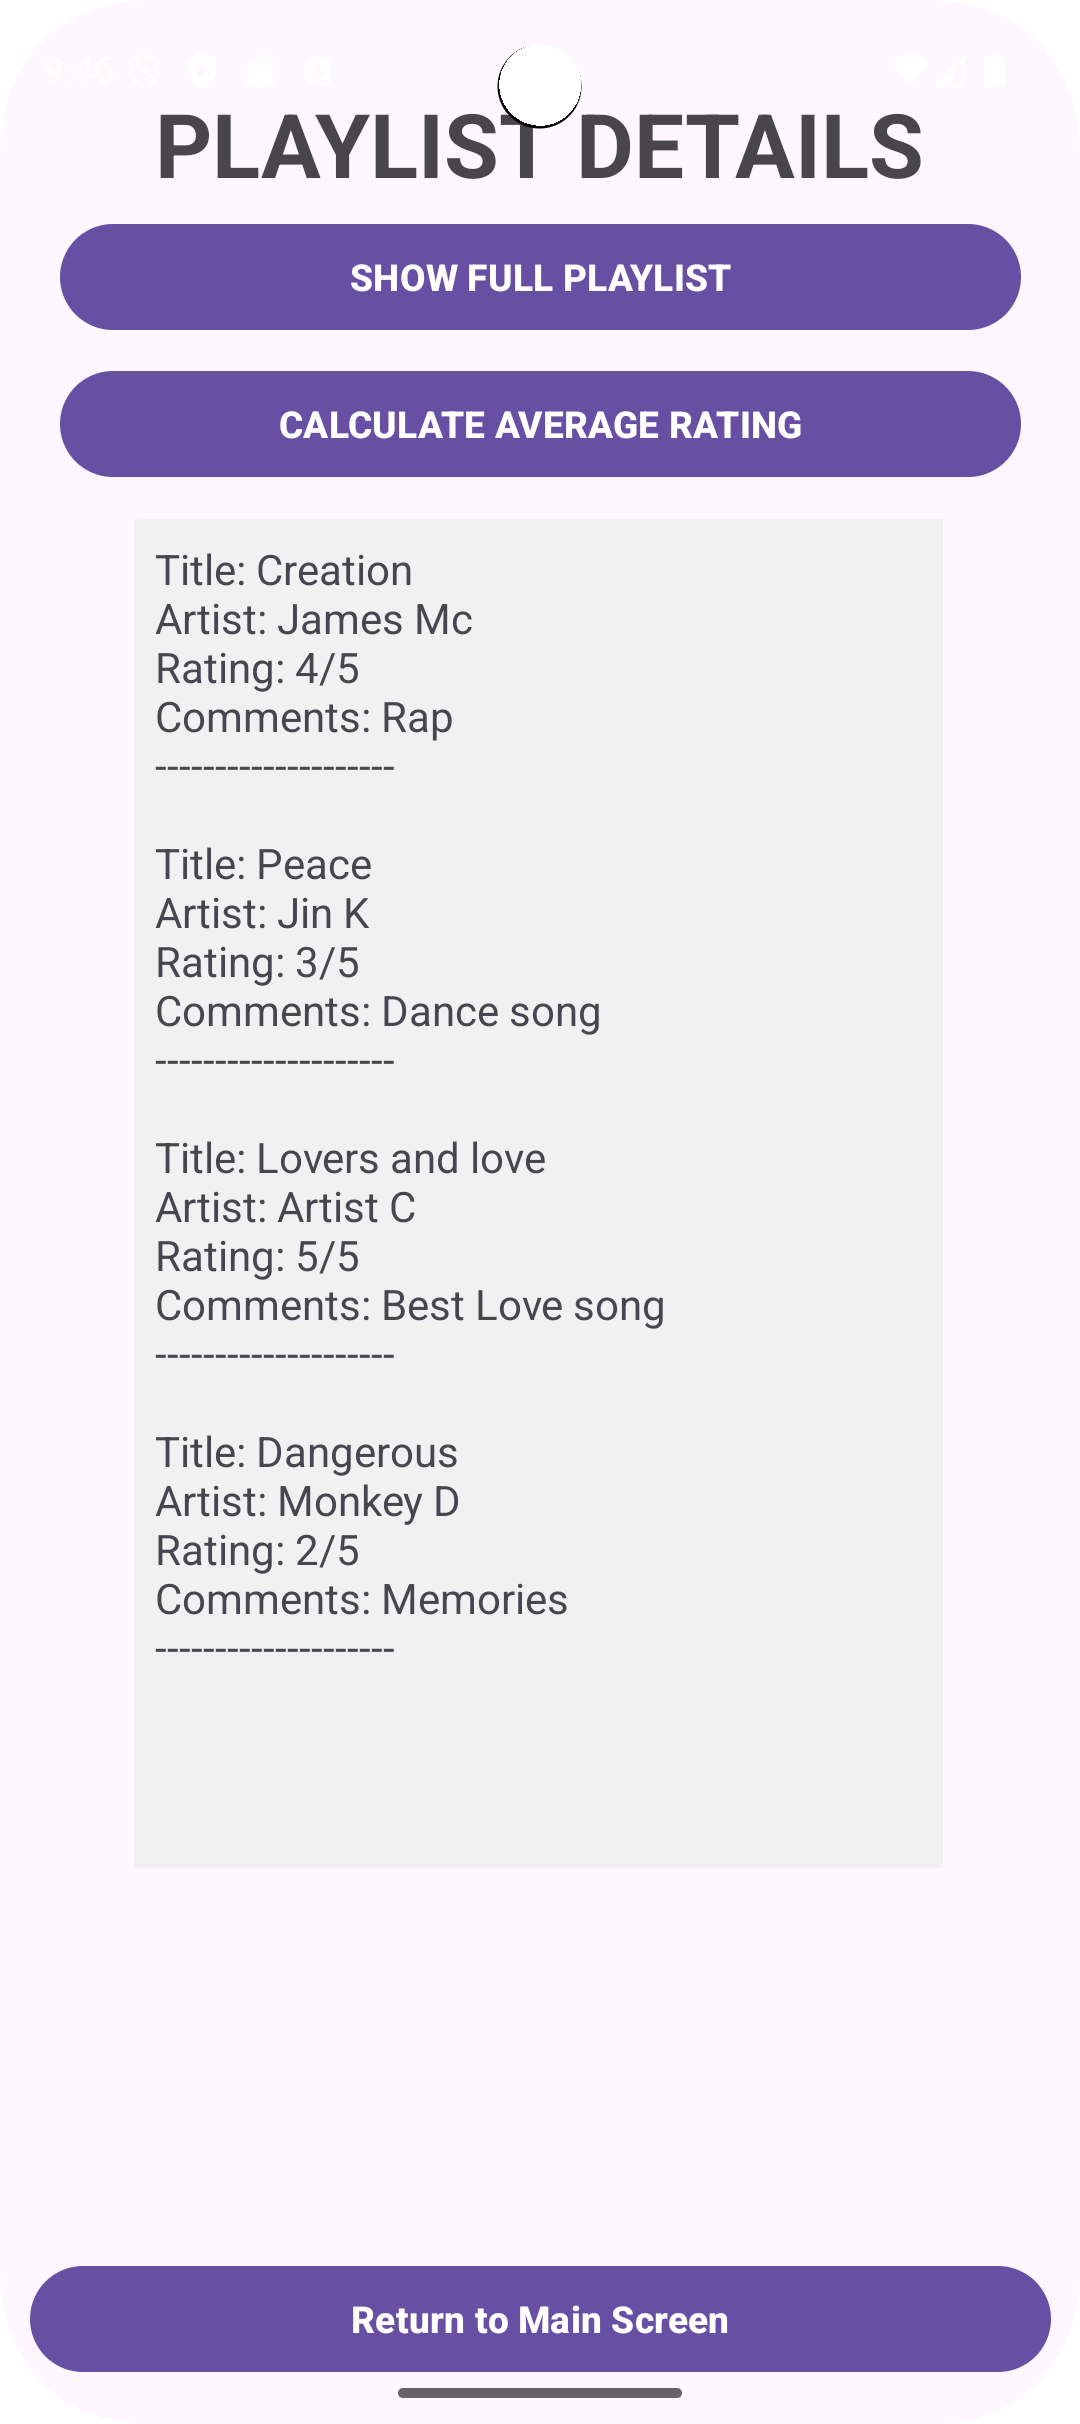 9:46
PLAYLIST DETAILS
SHOW FULL PLAYLIST
CALCULATE AVERAGE RATING
Title: Creation
Artist: James Mc
Rating: 4/5
Comments: Rap
--------------------
Title: Peace
Artist: Jin K
Rating: 3/5
Comments: Dance song
--------------------
Title: Lovers and love
Artist: Artist C
Rating: 5/5
Comments: Best Love song
--------------------
Title: Dangerous
Artist: Monkey D
Rating: 2/5
Comments: Memories
--------------------
Return to Main Screen